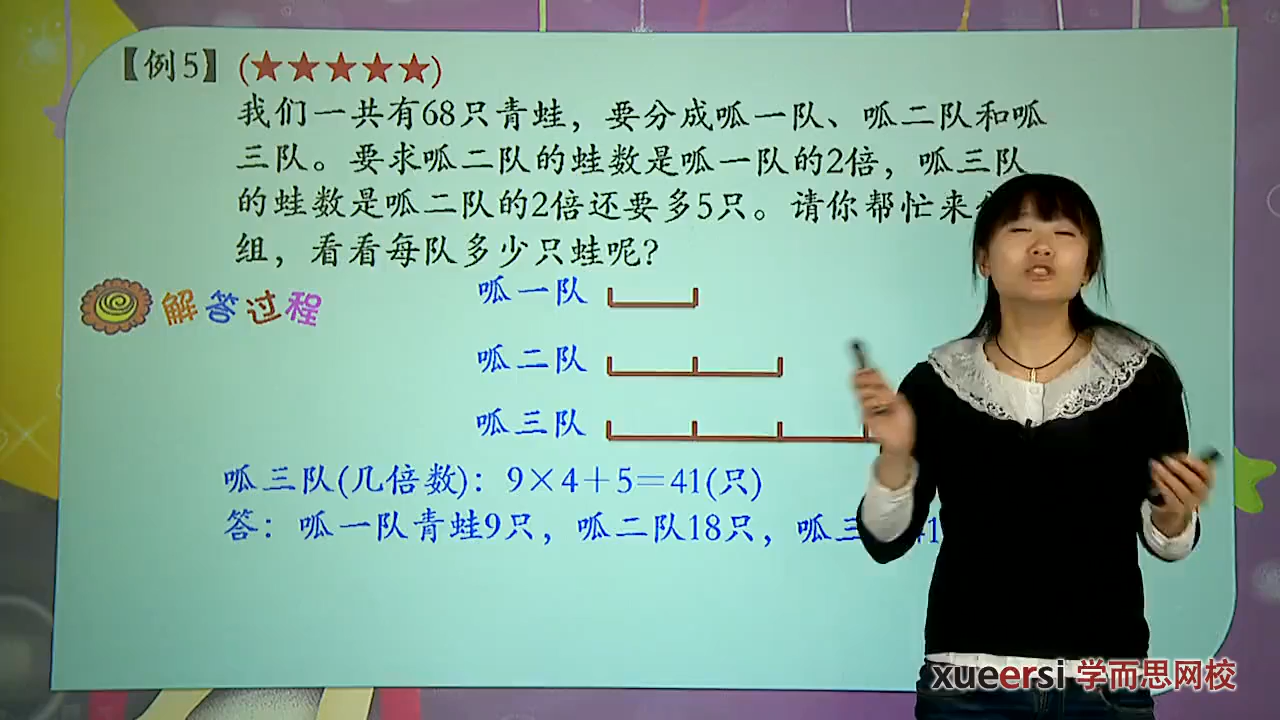 【例5】(★★★★★)
我们一共有68只青蛙，要分成呱一队、呱二队和呱
三队。要求呱二队的蛙数是呱一队的2倍，呱三队
的蛙数是呱二队的2倍还要多5只。请你帮忙来
组，看看每队多少只蛙呢？
解答过程
呱一队
呱二队
呱三队
呱三队(几倍数)：9×4＋5＝41(只)
答：呱一队青蛙9只，呱二队18只，呱三 41
xueersi 学而思网校